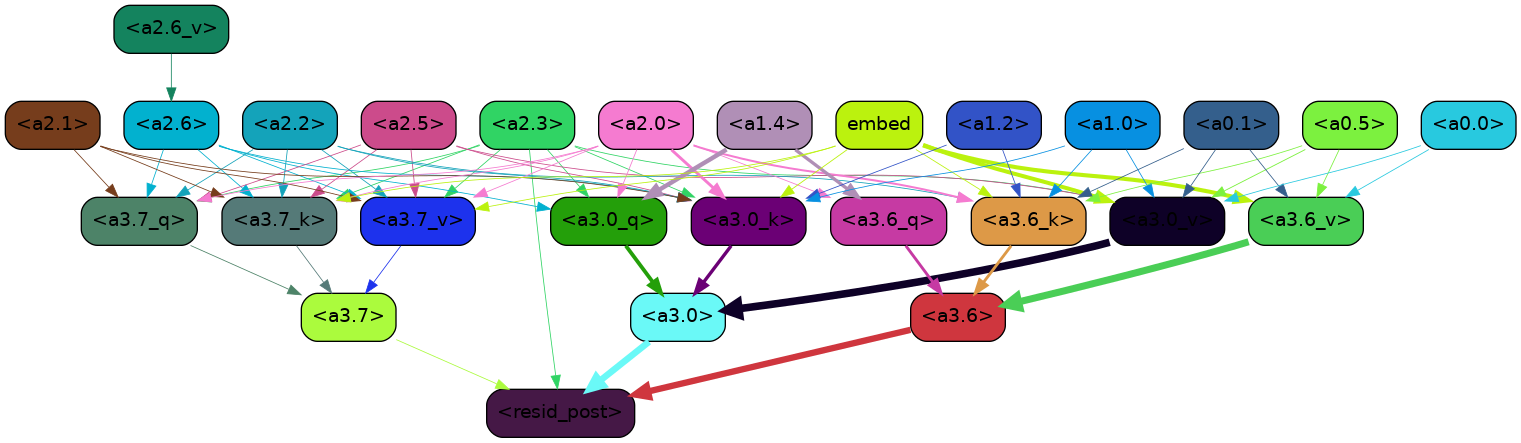 <a2.6_v>
<a2.1> <a2.6> <a2.2> <a2.5> <a2.3> <a2.0> <a1.4> embed <a1.2> <a1.0> <a0.1> <a0.5> <a0.0>
<a3.7_q> <a3.7_k> <a3.7_v> <a3.0_q> <a3.0_k> <a3.6_q> <a3.6_k> <a3.0_v> <a3.6_v>
<a3.7> <a3.0> <a3.6>
<resid_post>